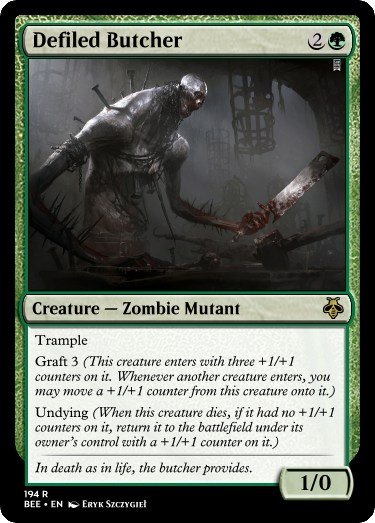 Defiled Butcher 2
Creature — Zombie Mutant
Trample
Graft 3 (This creature enters with three +1/+1
counters on it. Whenever another creature enters, you
may move a +1/+1 counter from this creature onto it.)
Undying (When this creature dies, if it had no +1/+1
counters on it, return it to the battlefield under its
owner's control with a +1/+1 counter on it.)
In death as in life, the butcher provides.
1/0
194 R
BEE • EN Eryk Szczygieł